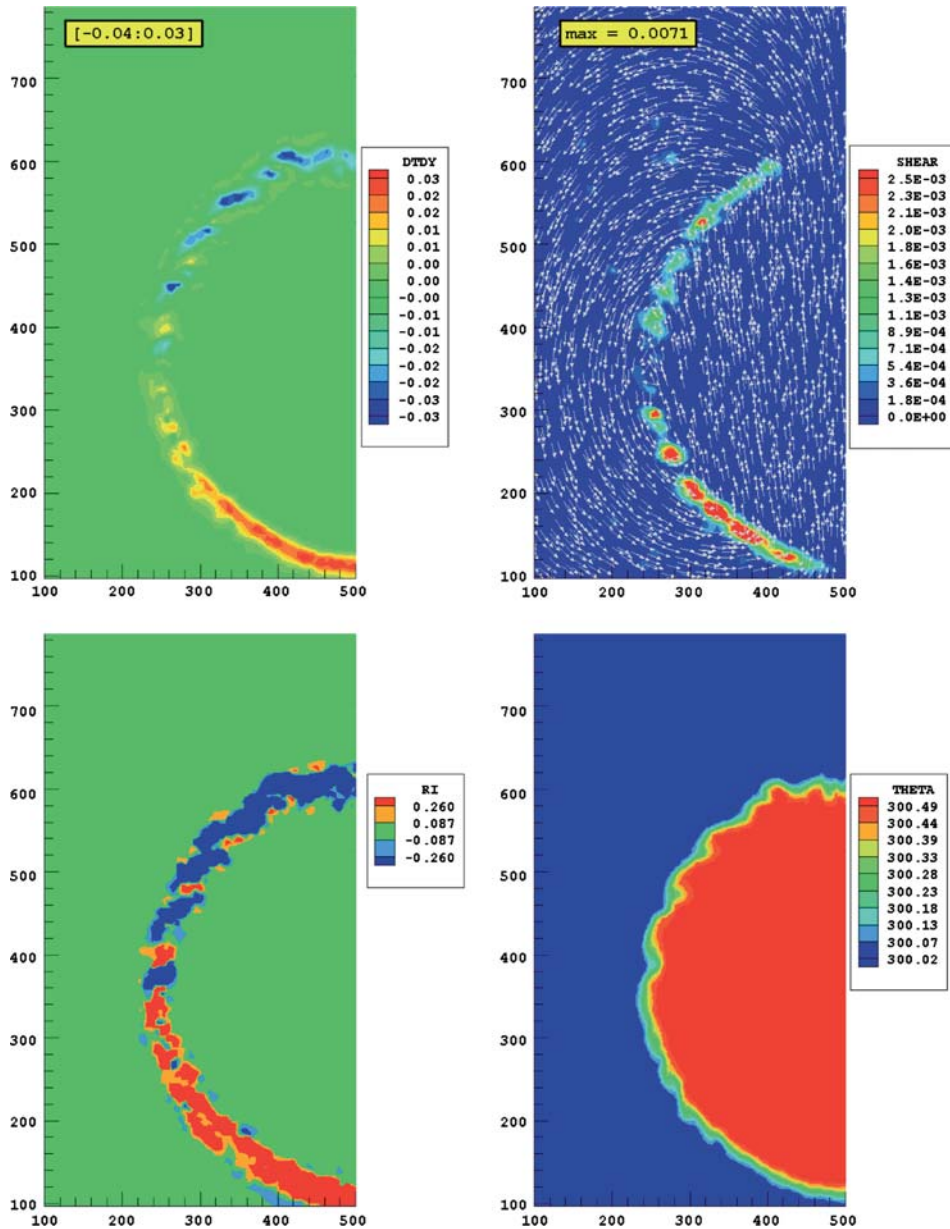 [-0.04:0.03]
700
600
500
400
300
200
100
100 200 300 400 500
DTDY
0.03
0.02
0.02
0.01
0.01
0.00
0.00
-0.00
-0.01
-0.01
-0.02
-0.02
-0.03
-0.03
max = 0.0071
700
600
500
400
300
200
100
100 200 300 400 500
SHEAR
2.5E-03
2.3E-03
2.1E-03
2.0E-03
1.8E-03
1.6E-03
1.4E-03
1.3E-03
1.1E-03
8.9E-04
7.1E-04
5.4E-04
3.6E-04
1.8E-04
0.0E+00
700
600
500
400
300
200
100
100 200 300 400 500
RI
0.260
0.087
-0.087
-0.260
700
600
500
400
300
200
100
100 200 300 400 500
THETA
300.49
300.44
300.39
300.33
300.28
300.23
300.18
300.13
300.07
300.02